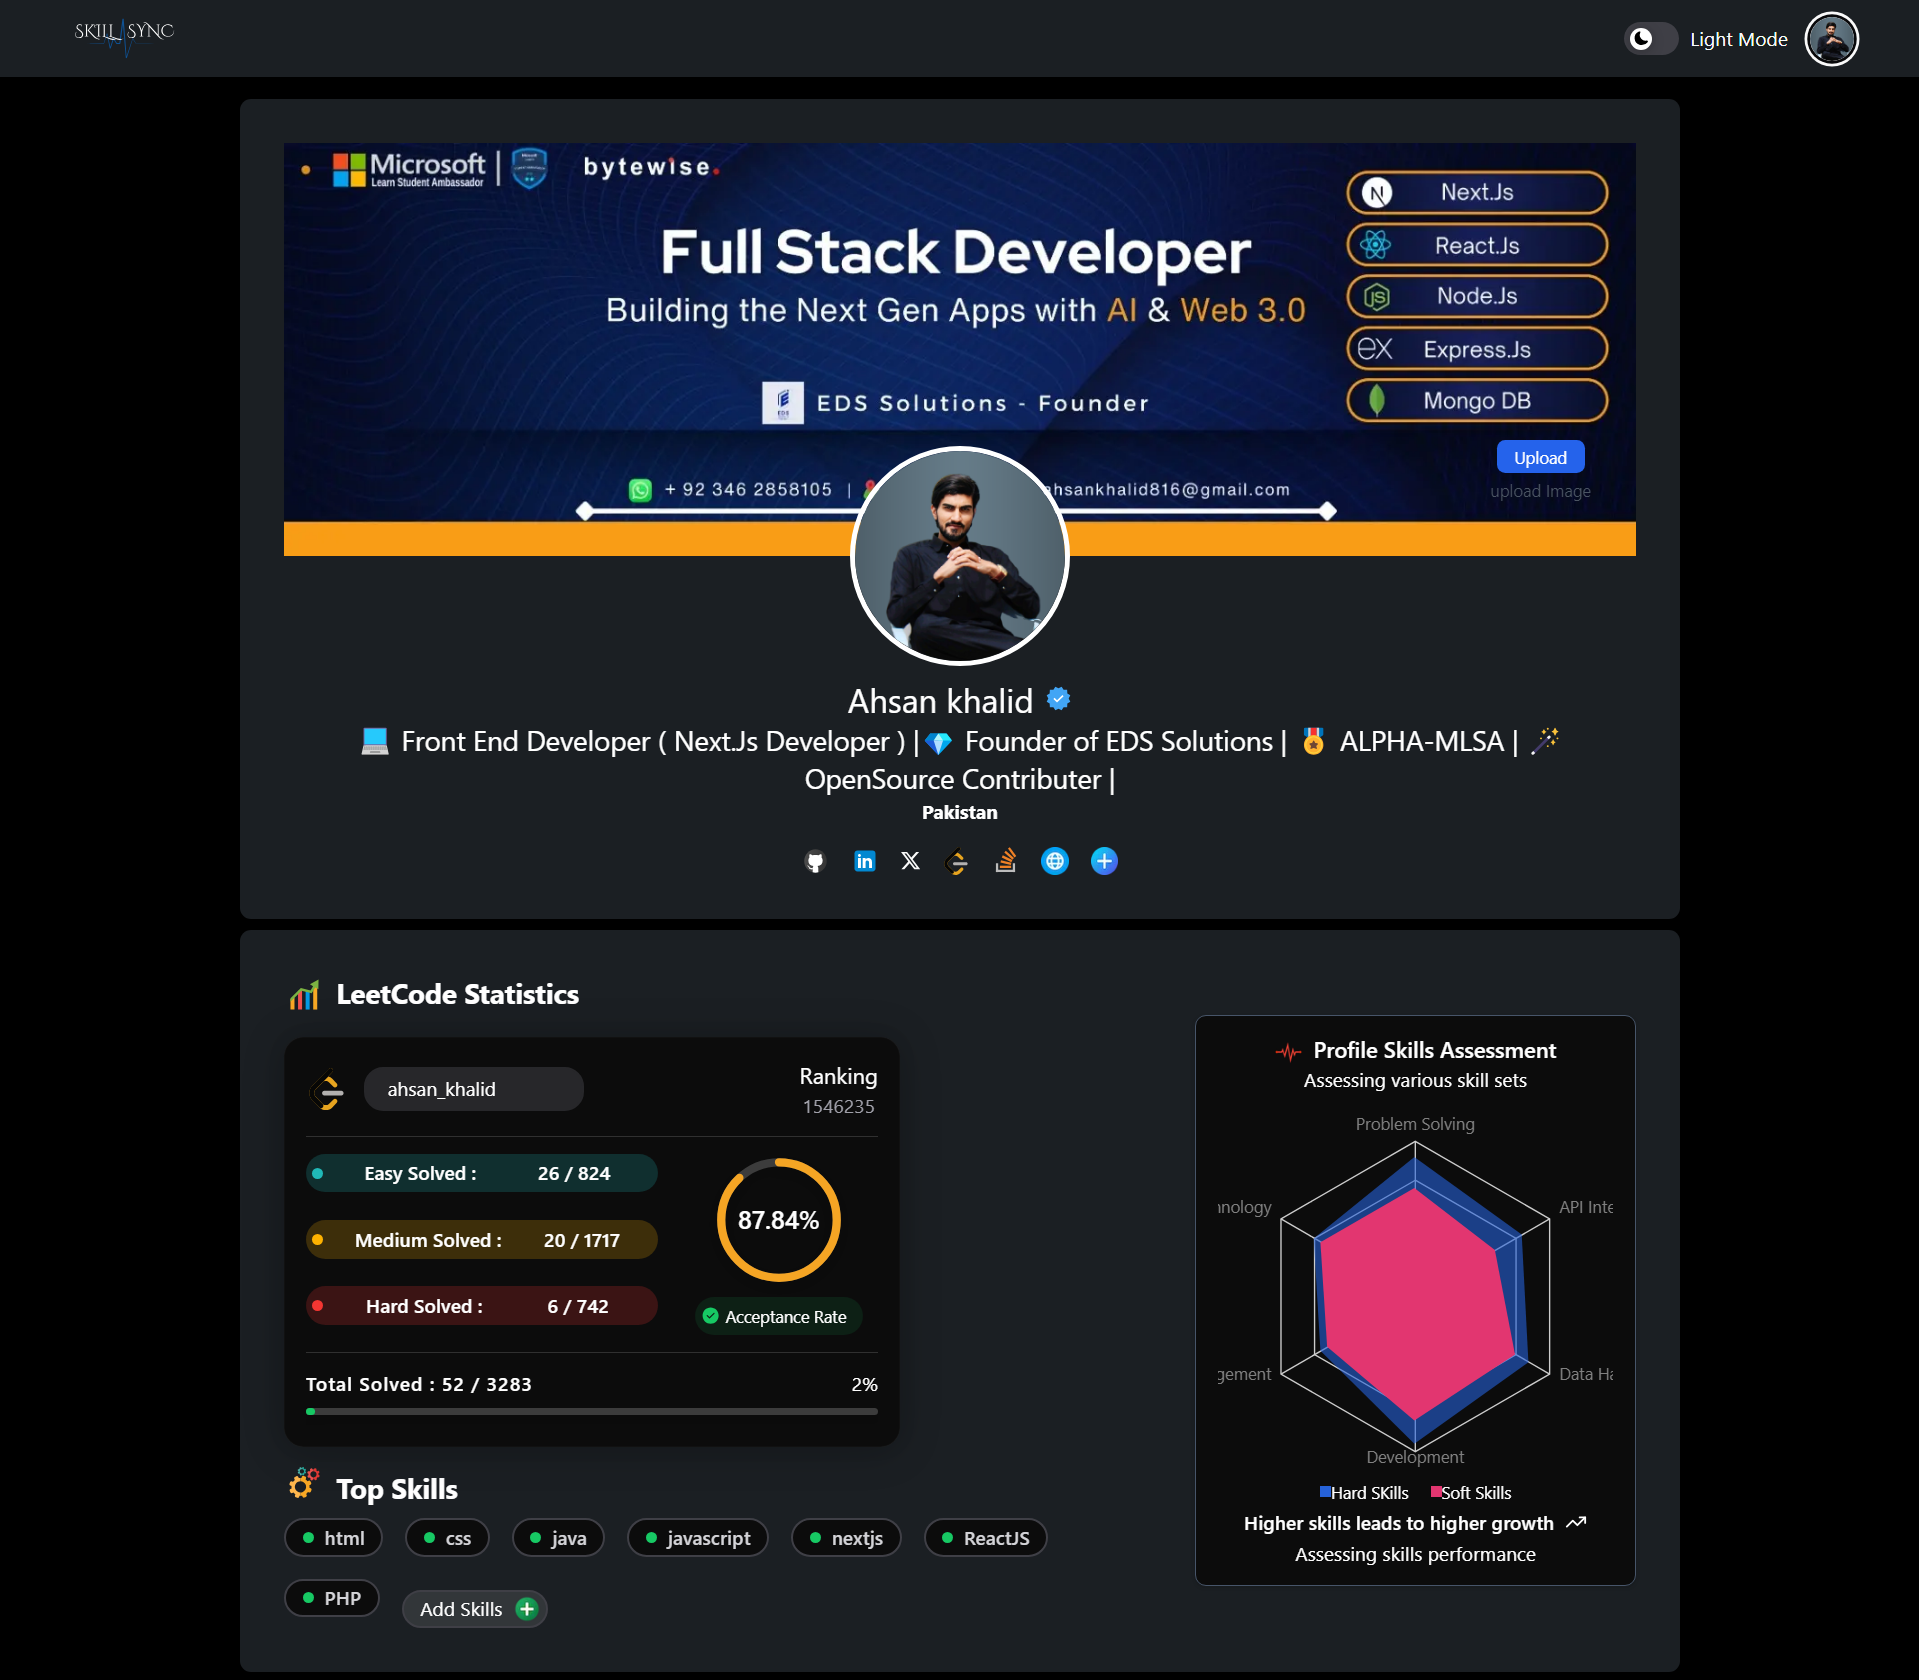 SKILL SYNC
Light Mode
Microsoft
Learn Student Ambassador
bytewise.
Full Stack Developer
Building the Next Gen Apps with AI & Web 3.0
EDS Solutions - Founder
Next.Js
React.Js
Node.Js
Express.Js
Mongo DB
Upload
upload Image
+ 92 346 2858105 |
ahsankhalid816@gmail.com
Ahsan khalid
Front End Developer ( Next.Js Developer ) | Founder of EDS Solutions | ALPHA-MLSA |
OpenSource Contributer |
Pakistan
LeetCode Statistics
ahsan_khalid
Ranking
1546235
Easy Solved : 26 / 824
Medium Solved : 20 / 1717
Hard Solved : 6 / 742
87.84%
Acceptance Rate
Total Solved : 52 / 3283
2%
Top Skills
html
css
java
javascript
nextjs
ReactJS
PHP
Add Skills
Profile Skills Assessment
Assessing various skill sets
Problem Solving
nology
API Inte
gement
Data Ha
Development
Hard SKills
Soft Skills
Higher skills leads to higher growth
Assessing skills performance